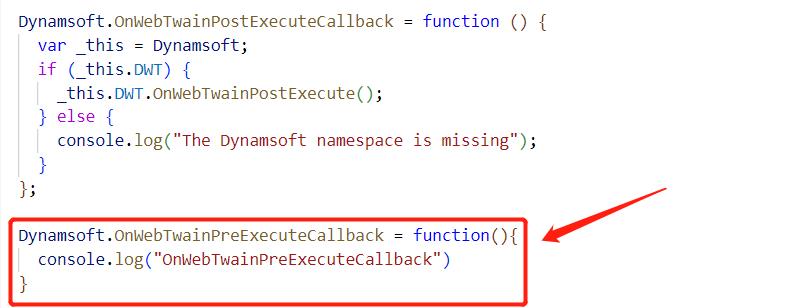 Dynamsoft.OnWebTwainPostExecuteCallback = function () {
  var _this = Dynamsoft;
  if (_this.DWT) {
    _this.DWT.OnWebTwainPostExecute();
  } else {
    console.log("The Dynamsoft namespace is missing");
  }
};
Dynamsoft.OnWebTwainPreExecuteCallback = function(){
  console.log("OnWebTwainPreExecuteCallback")
}